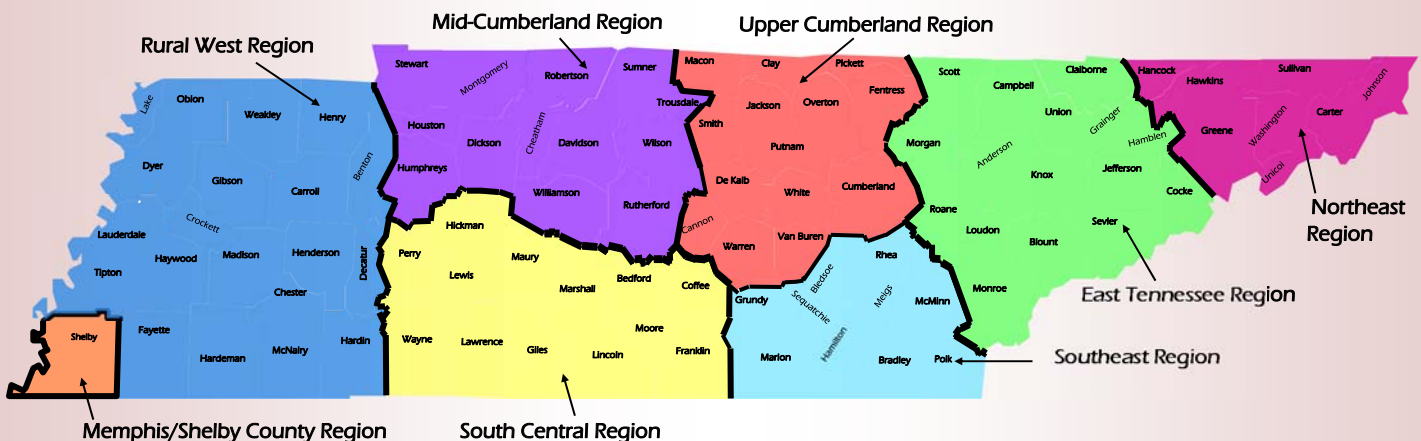 Mid-Cumberland Region
Upper Cumberland Region
Rural West Region
Stewart
Montgomery
Robertson
Sumner
Macon
Clay
Pickett
Scott
Claiborne
Hancock
Sullivan
Johnson
Lake
Obion
Weakley
Henry
Trousdale
Jackson
Overton
Fentress
Campbell
Union
Grainger
Hawkins
Carter
Houston
Dickson
Cheatham
Davidson
Wilson
Smith
Putnam
Morgan
Anderson
Knox
Jefferson
Hamblen
Greene
Washington
Unicoi
Dyer
Gibson
Carroll
Benton
Humphreys
Williamson
Rutherford
De Kalb
White
Cumberland
Cocke
Northeast
Region
Lauderdale
Crockett
Haywood
Madison
Henderson
Decatur
Perry
Hickman
Maury
Cannon
Warren
Van Buren
Roane
Loudon
Blount
Sevier
Tipton
Chester
Lewis
Marshall
Bedford
Coffee
Grundy
Sequatchie
Bledsoe
Rhea
Meigs
McMinn
Monroe
East Tennessee Region
Shelby
Fayette
Hardeman
McNairy
Hardin
Wayne
Lawrence
Giles
Lincoln
Moore
Franklin
Marion
Hamilton
Bradley
Polk
Southeast Region
Memphis/Shelby County Region
South Central Region